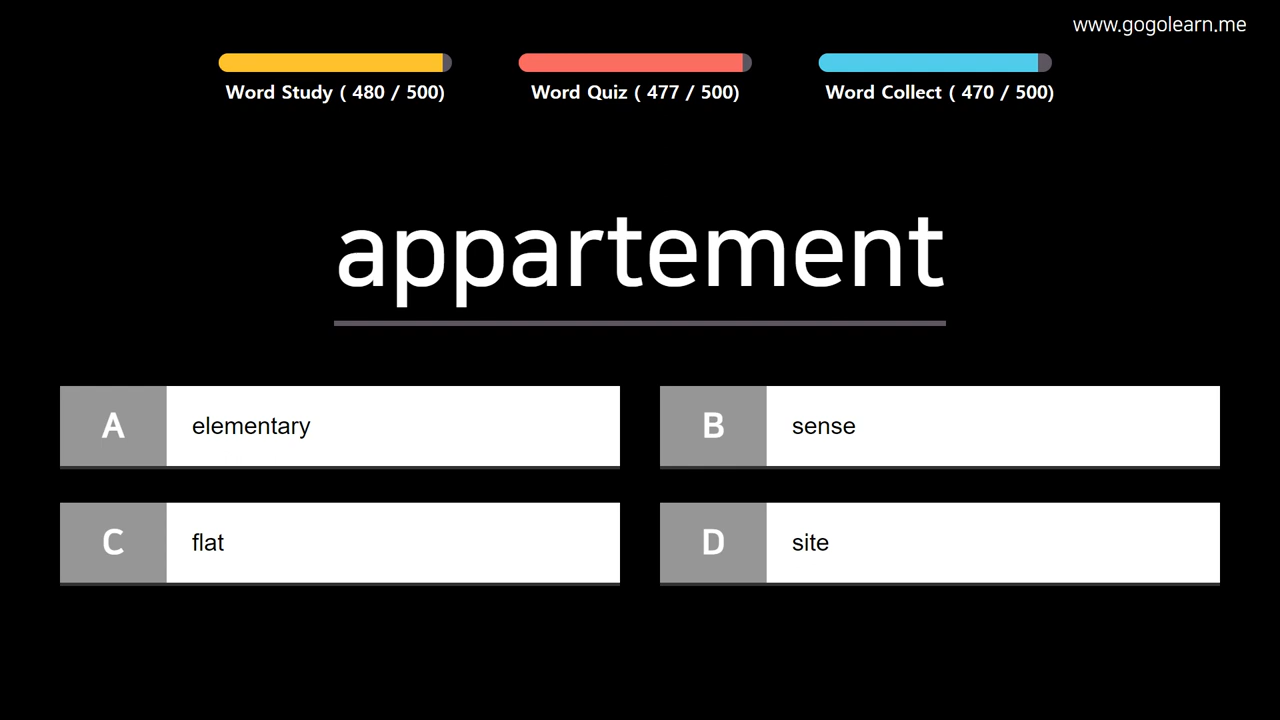 www.gogolearn.me
Word Study ( 480 / 500)
Word Quiz ( 477 / 500)
Word Collect ( 470 / 500)
appartement
A elementary
B sense
C flat
D site